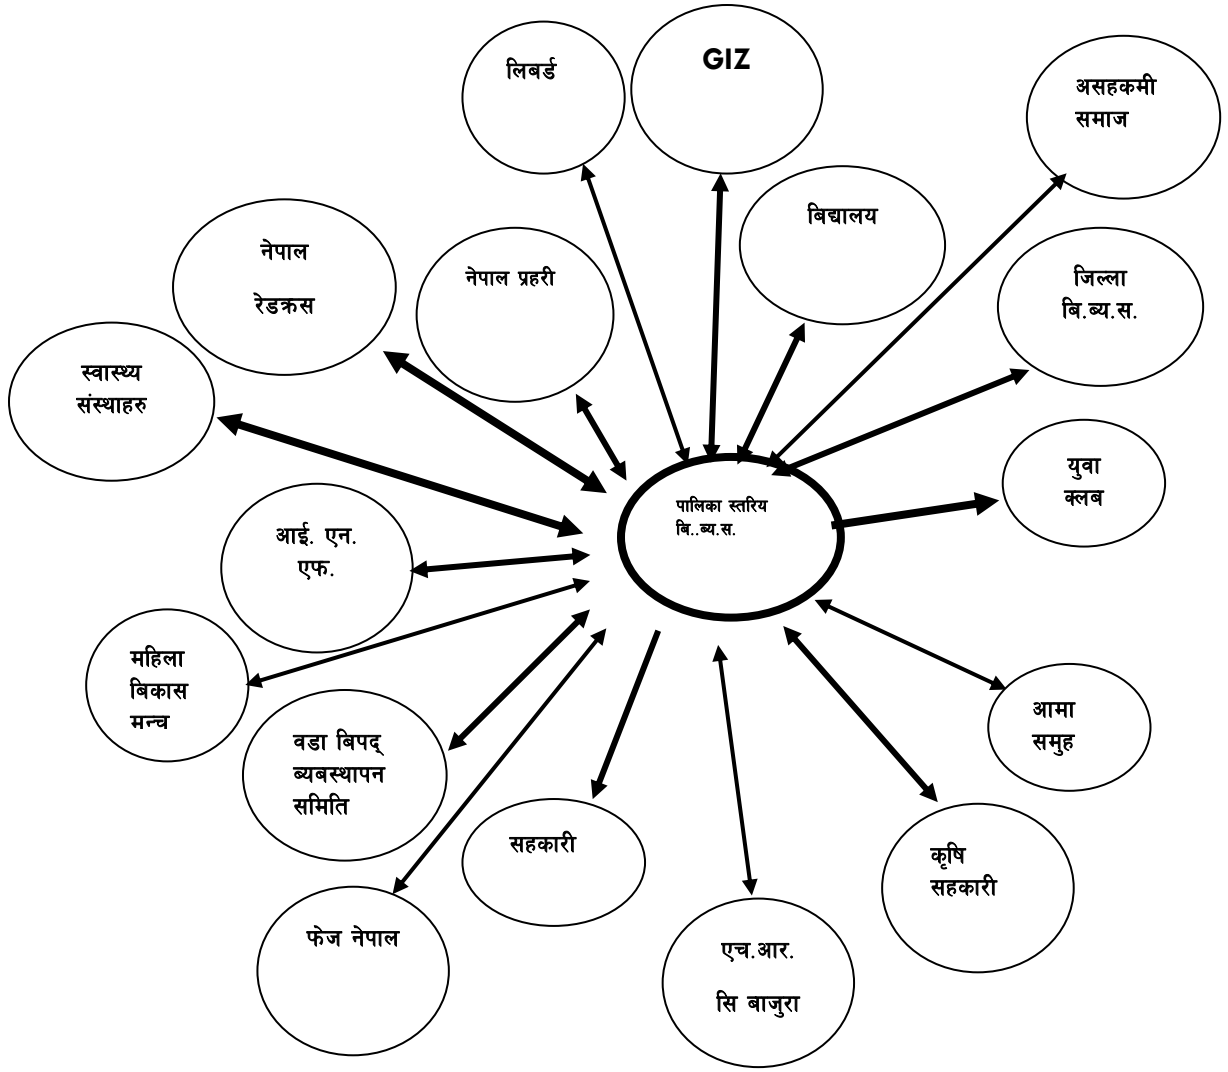 लिबर्ड
GIZ
असहकमी
समाज
बिद्यालय
नेपाल
रेडक्रस
नेपाल प्रहरी
जिल्ला
बि.ब्य.स.
स्वास्थ्य
संस्थाहरु
युवा
क्लब
पालिका स्तरिय
बि..ब्य.स.
आई. एन.
एफ.
महिला
बिकास
मन्च
वडा बिपद्
ब्यबस्थापन
समिति
आमा
समुह
सहकारी
कृषि
सहकारी
फेज नेपाल
एच.आर.
सि बाजुरा